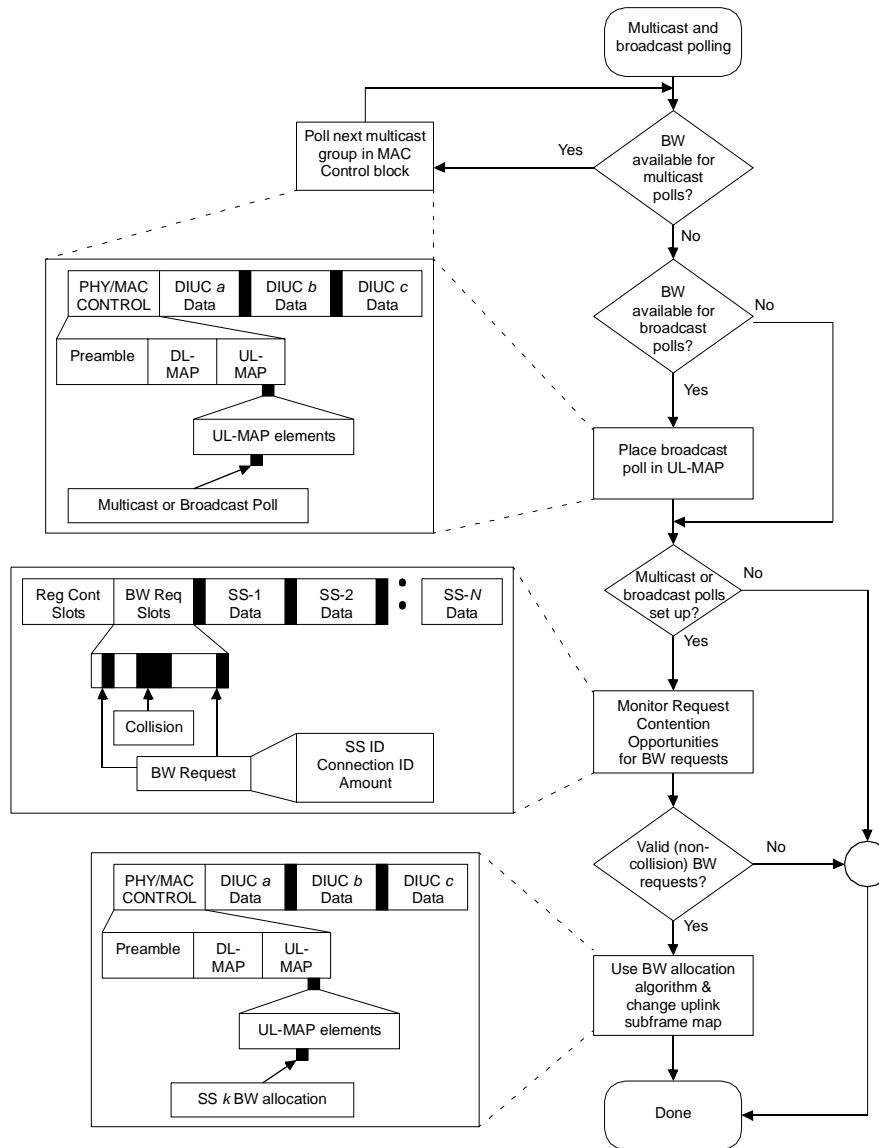 Multicast and
broadcast polling
Poll next multicast
group in MAC
Control block
Yes
BW
available for
multicast
polls?
No
PHY/MAC
CONTROL
DIUC a
Data
DIUC b
Data
DIUC c
Data
Preamble
DL-
MAP
UL-
MAP
UL-MAP elements
Multicast or Broadcast Poll
BW
available for
broadcast
polls?
No
Yes
Place broadcast
poll in UL-MAP
Multicast or
broadcast polls
set up?
No
Yes
Reg Cont
Slots
BW Req
Slots
SS-1
Data
SS-2
Data
SS-N
Data
Collision
BW Request
SS ID
Connection ID
Amount
Monitor Request
Contention
Opportunities
for BW requests
Valid (non-
collision) BW
requests?
No
Yes
PHY/MAC
CONTROL
DIUC a
Data
DIUC b
Data
DIUC c
Data
Preamble
DL-
MAP
UL-
MAP
UL-MAP elements
SS k BW allocation
Use BW allocation
algorithm &
change uplink
subframe map
Done